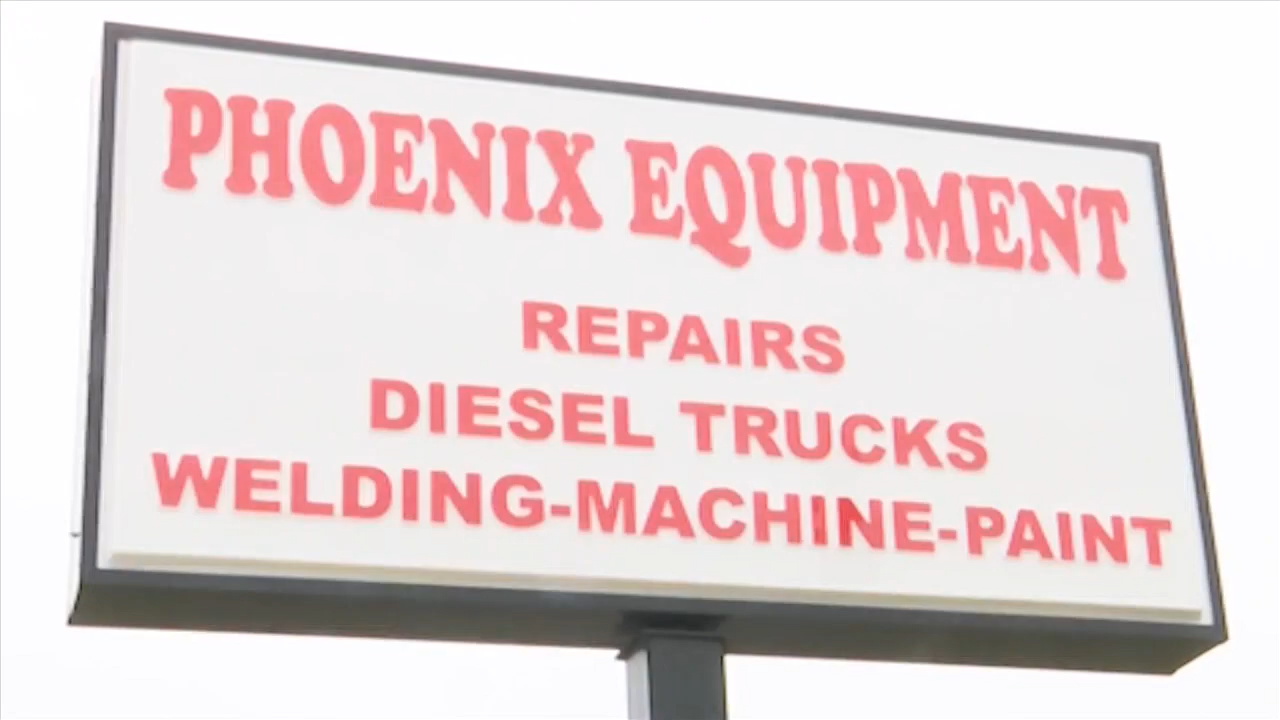 PHOENIX EQUIPMENT
REPAIRS
DIESEL TRUCKS
WELDING-MACHINE-PAINT